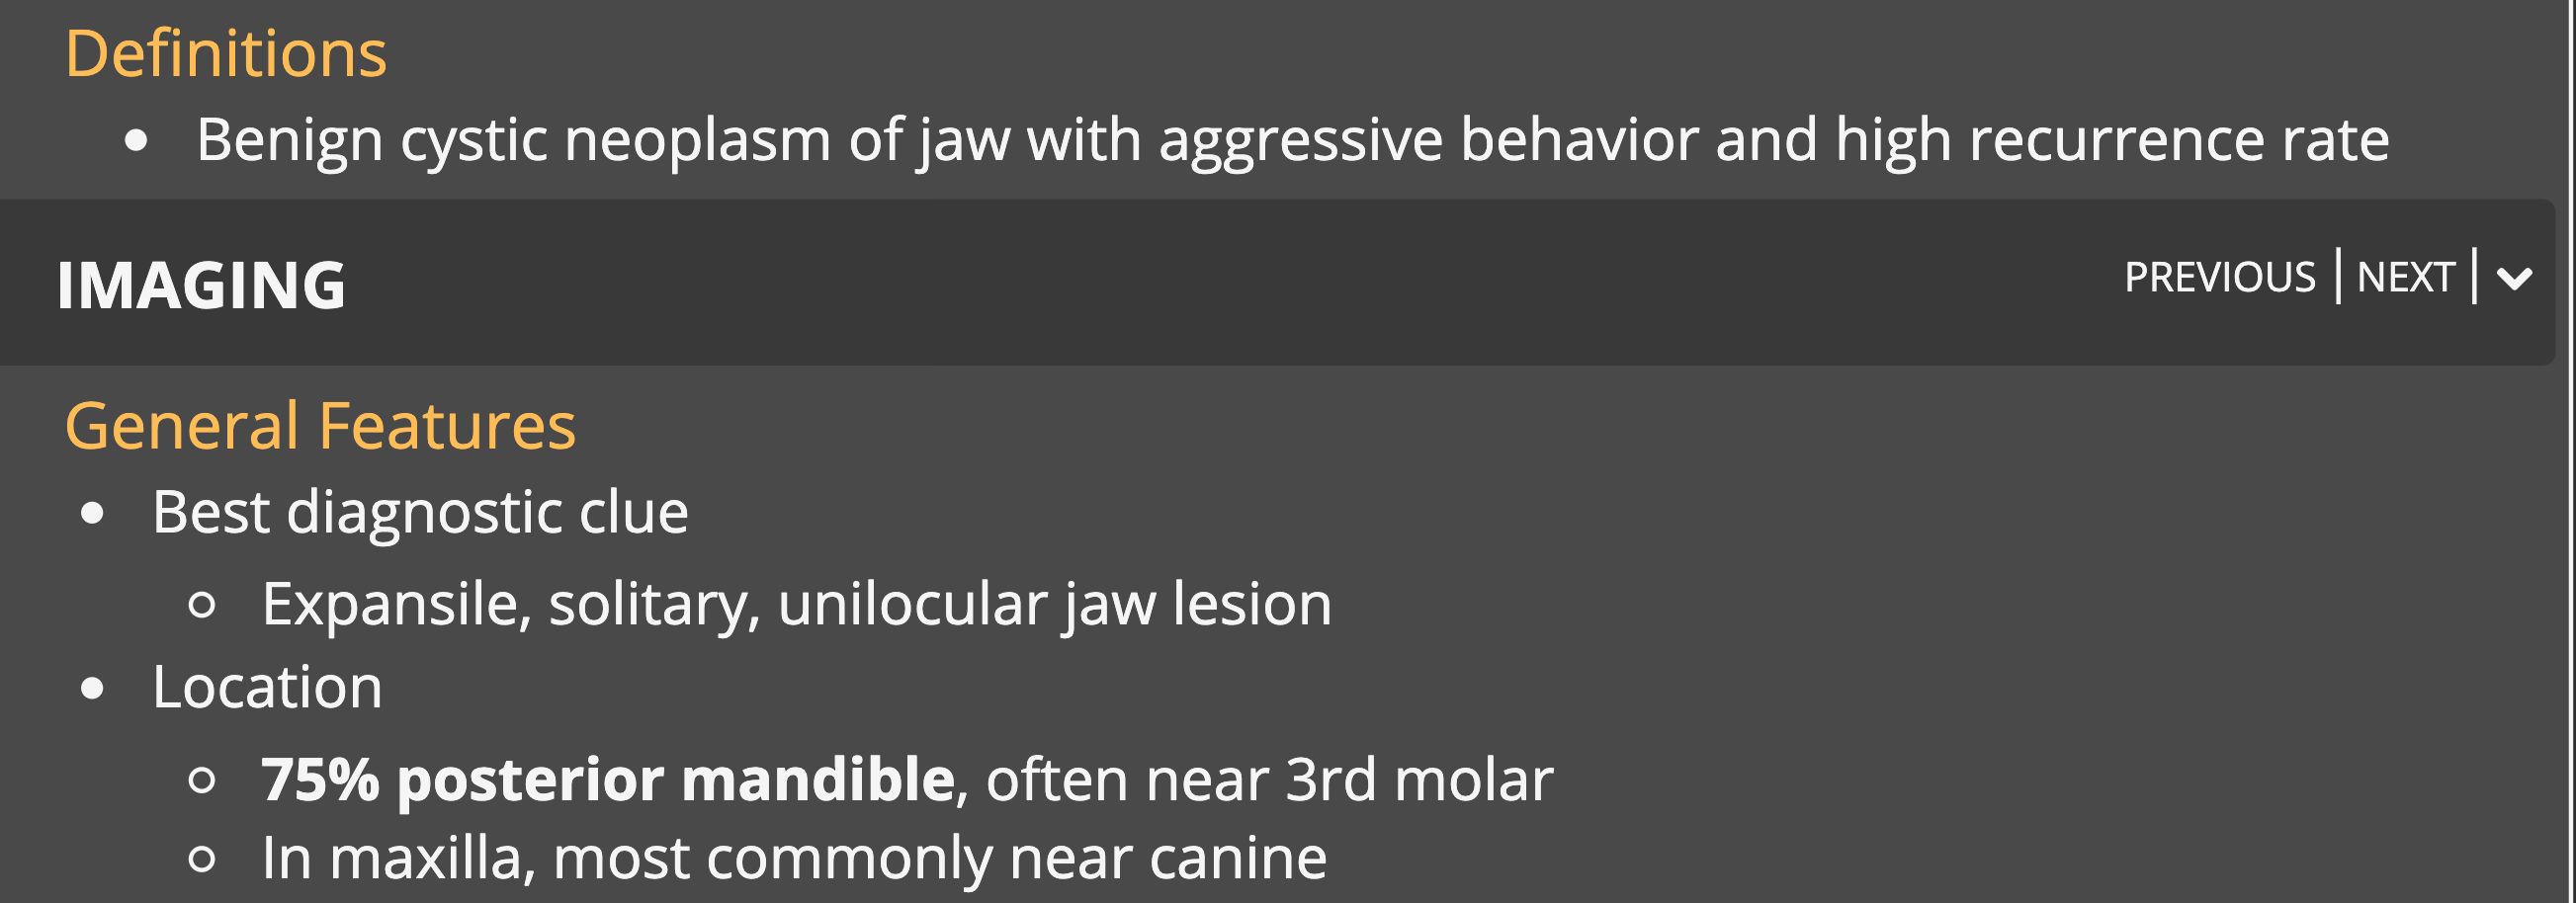 Definitions
Benign cystic neoplasm of jaw with aggressive behavior and high recurrence rate
IMAGING
PREVIOUS | NEXT |
General Features
Best diagnostic clue
Expansile, solitary, unilocular jaw lesion
Location
75% posterior mandible, often near 3rd molar
In maxilla, most commonly near canine